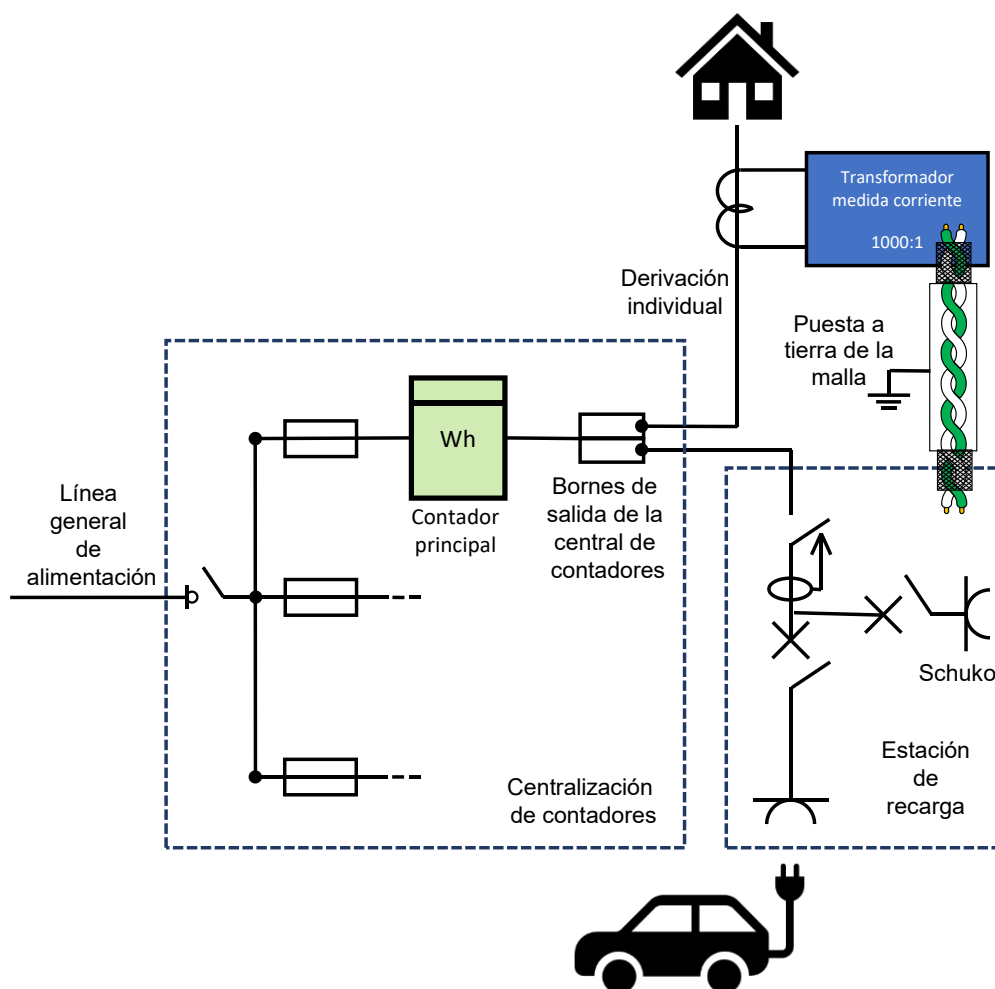 Transformador
medida corriente
1000:1
Derivación
individual
Puesta a
tierra de la
malla
Wh
Contador
principal
Bornes de
salida de la
central de
contadores
Línea
general
de
alimentación
Schuko
Estación
de
recarga
Centralización
de contadores